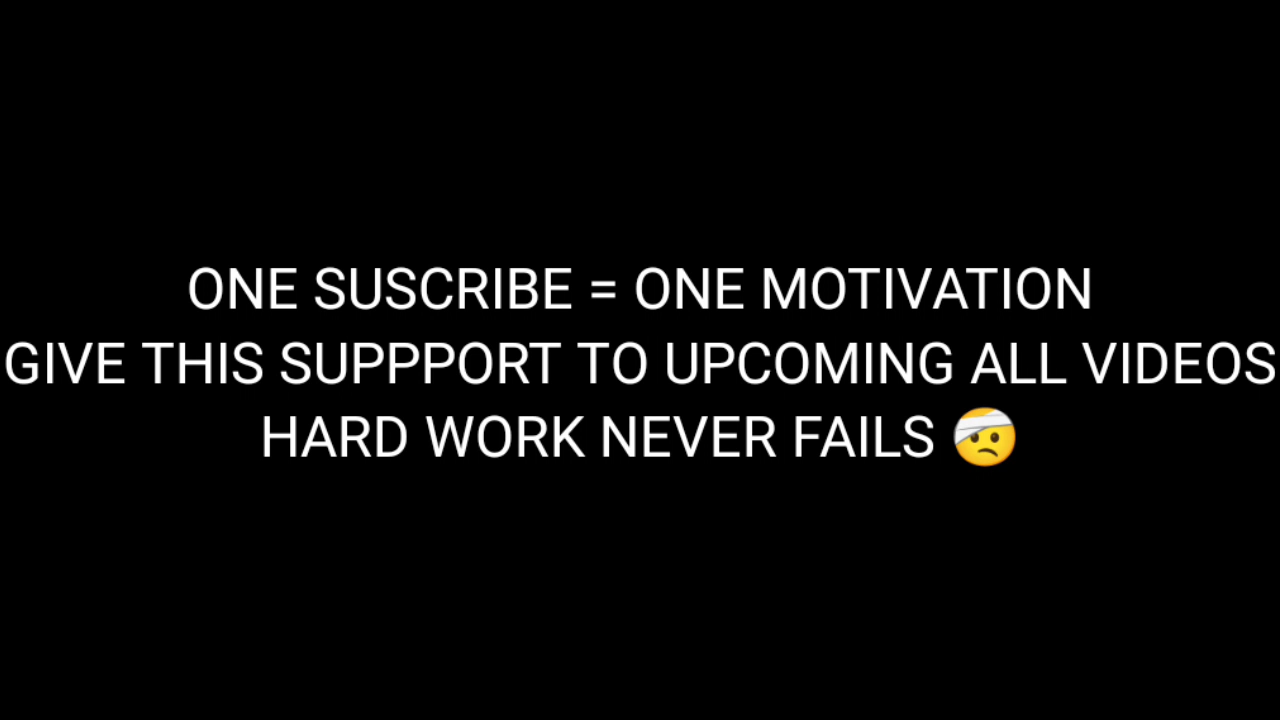 ONE SUSCRIBE = ONE MOTIVATION
GIVE THIS SUPPPORT TO UPCOMING ALL VIDEOS
HARD WORK NEVER FAILS 🤕